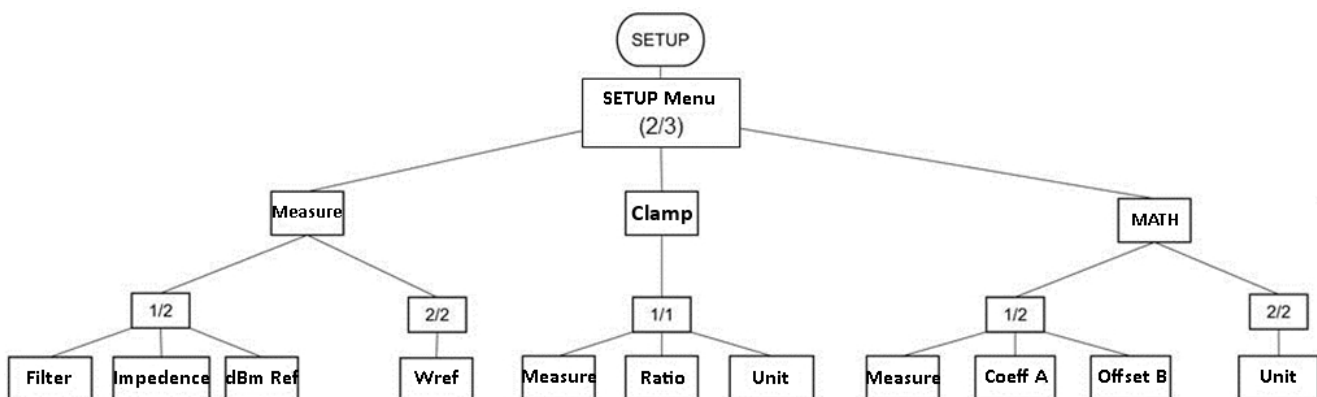 SETUP
SETUP Menu
(2/3)
Measure
Clamp
MATH
1/2
2/2
1/1
1/2
2/2
Filter
Impedence
dBm Ref
Wref
Measure
Ratio
Unit
Measure
Coeff A
Offset B
Unit